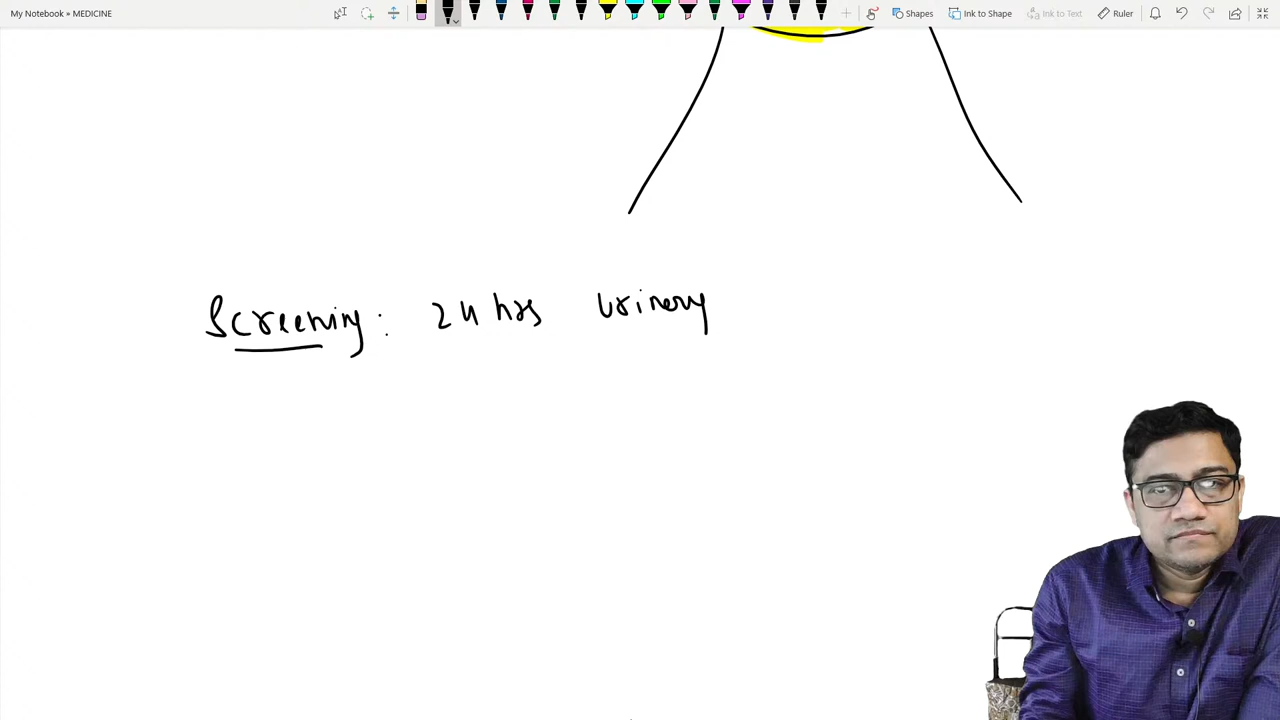 My Notebook » MEDICINE
Shapes Ink to Shape Ink to Text Ruler
Screening: 24 hrs urinary